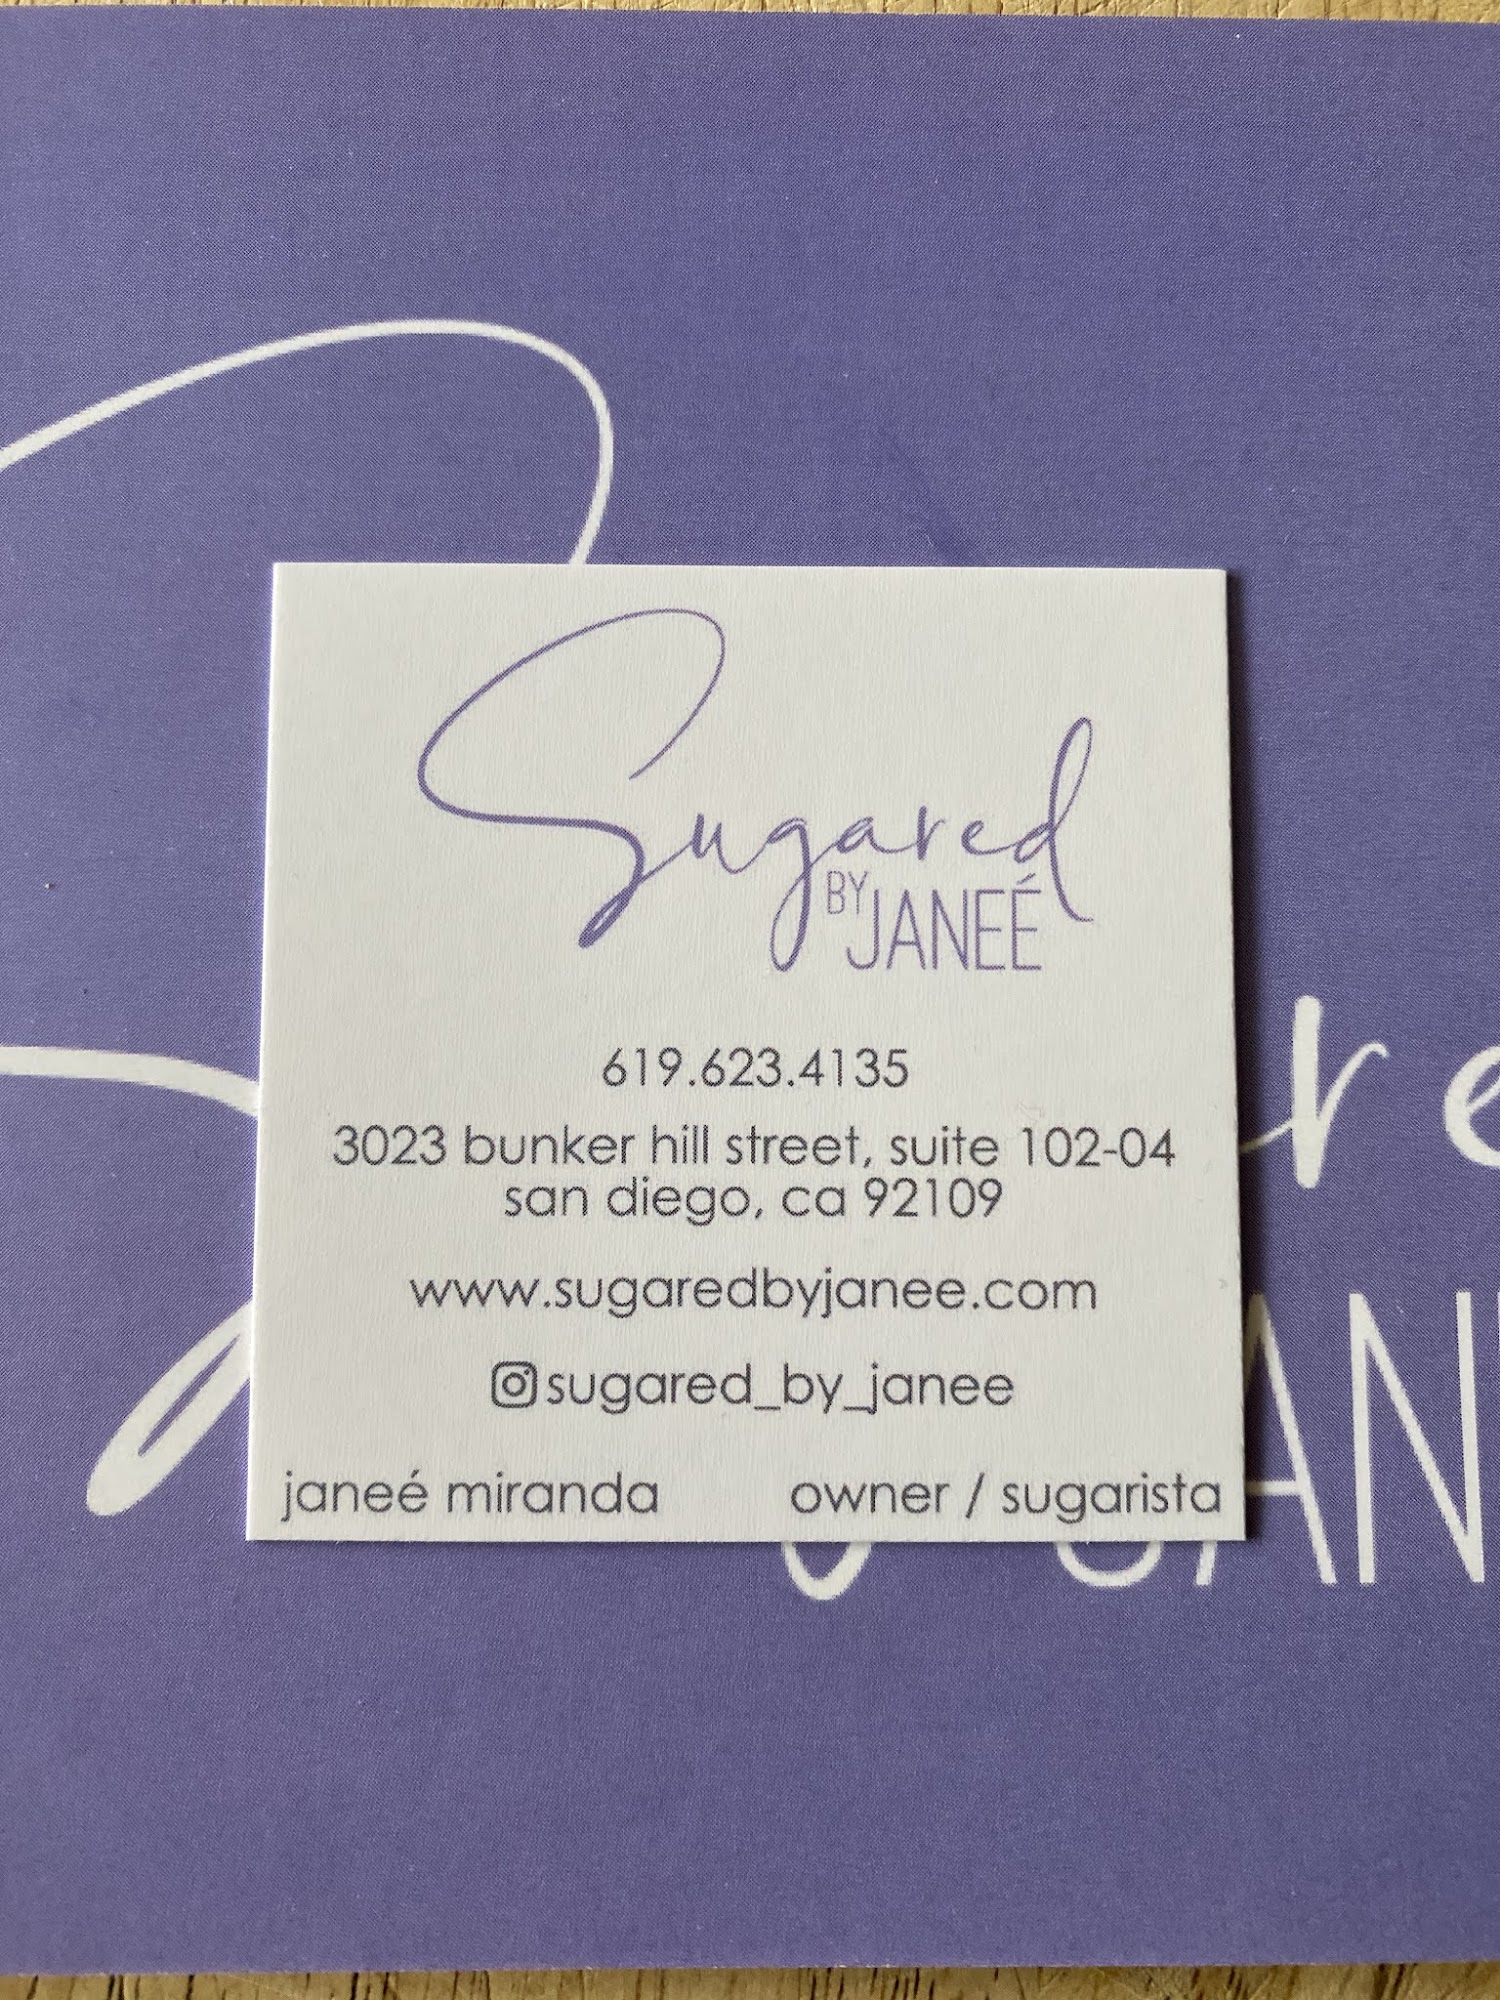 Sugared
BY JANEÉ
619.623.4135
3023 bunker hill street, suite 102-04
san diego, ca 92109
www.sugaredbyjanee.com
sugared_by_janee
janeé miranda owner / sugarista